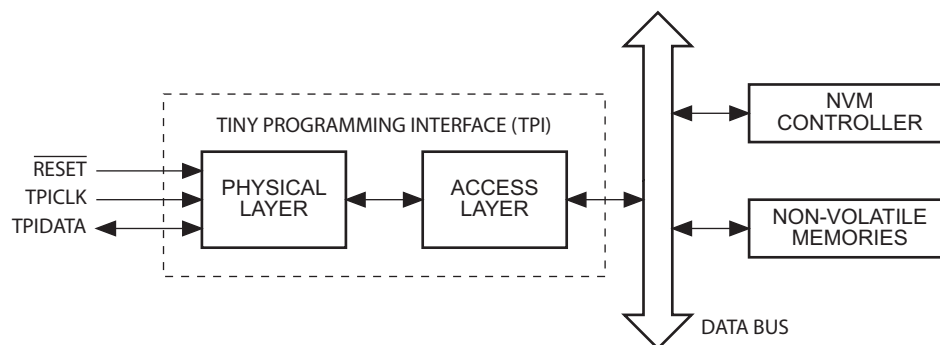 TINY PROGRAMMING INTERFACE (TPI)
RESET
TPICLK
TPIDATA
PHYSICAL
LAYER
ACCESS
LAYER
NVM
CONTROLLER
NON-VOLATILE
MEMORIES
DATA BUS